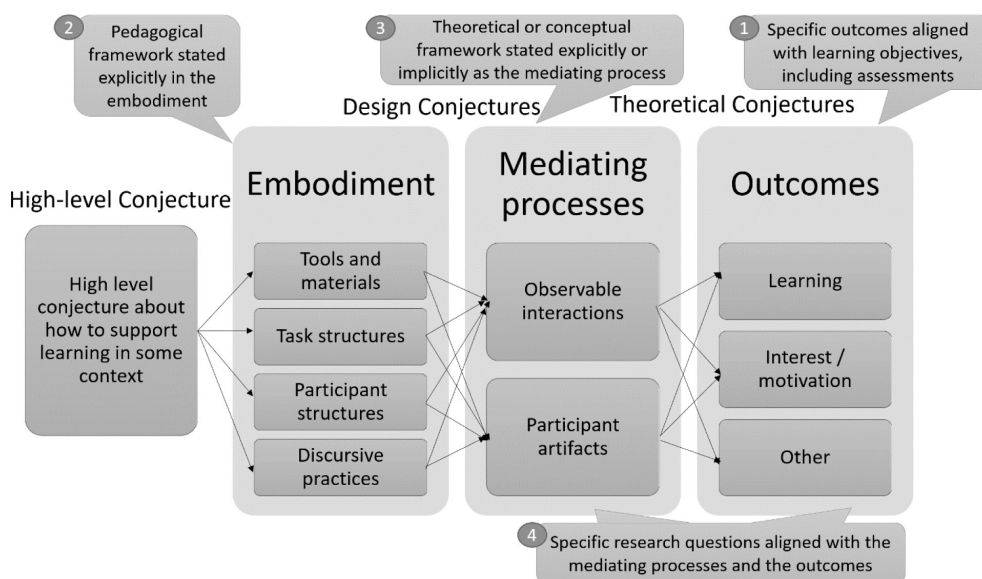 2
Pedagogical
framework stated
explicitly in the
embodiment
3
Theoretical or conceptual
framework stated explicitly or
implicitly as the mediating process
1
Specific outcomes aligned
with learning objectives,
including assessments
Design Conjectures
Theoretical Conjectures
High-level Conjecture
High level
conjecture about
how to support
learning in some
context
Embodiment
Tools and
materials
Task structures
Participant
structures
Discursive
practices
Mediating
processes
Observable
interactions
Participant
artifacts
Outcomes
Learning
Interest /
motivation
Other
4
Specific research questions aligned with the
mediating processes and the outcomes